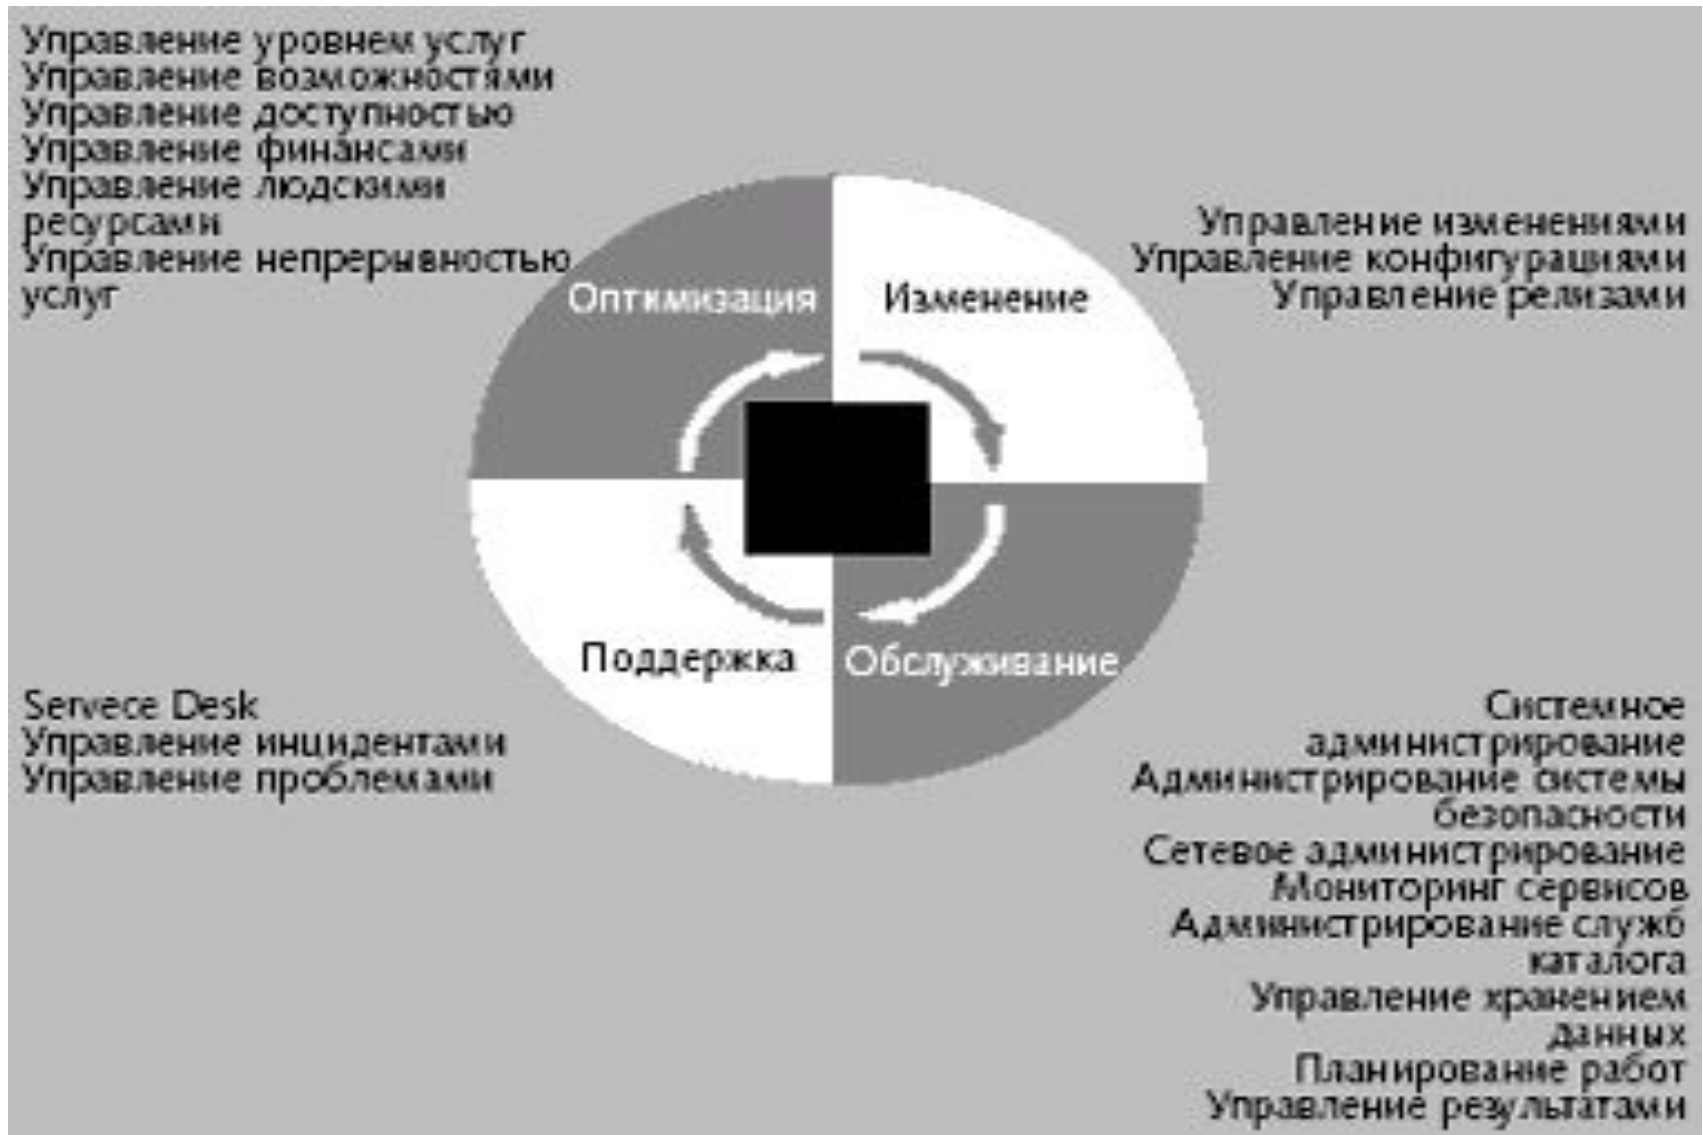 Управление уровнем услуг
Управление возможностями
Управление доступностью
Управление финансами
Управление людскими
ресурсами
Управление непрерывностью
услуг
Оптимизация
Изменение
Управление изменениями
Управление конфигурациями
Управление релизами
Поддержка
Обслуживание
Servece Desk
Управление инцидентами
Управление проблемами
Системное
администрирование
Администрирование системы
безопасности
Сетевое администрирование
Мониторинг сервисов
Администрирование служб
каталога
Управление хранением
данных
Планирование работ
Управление результатами